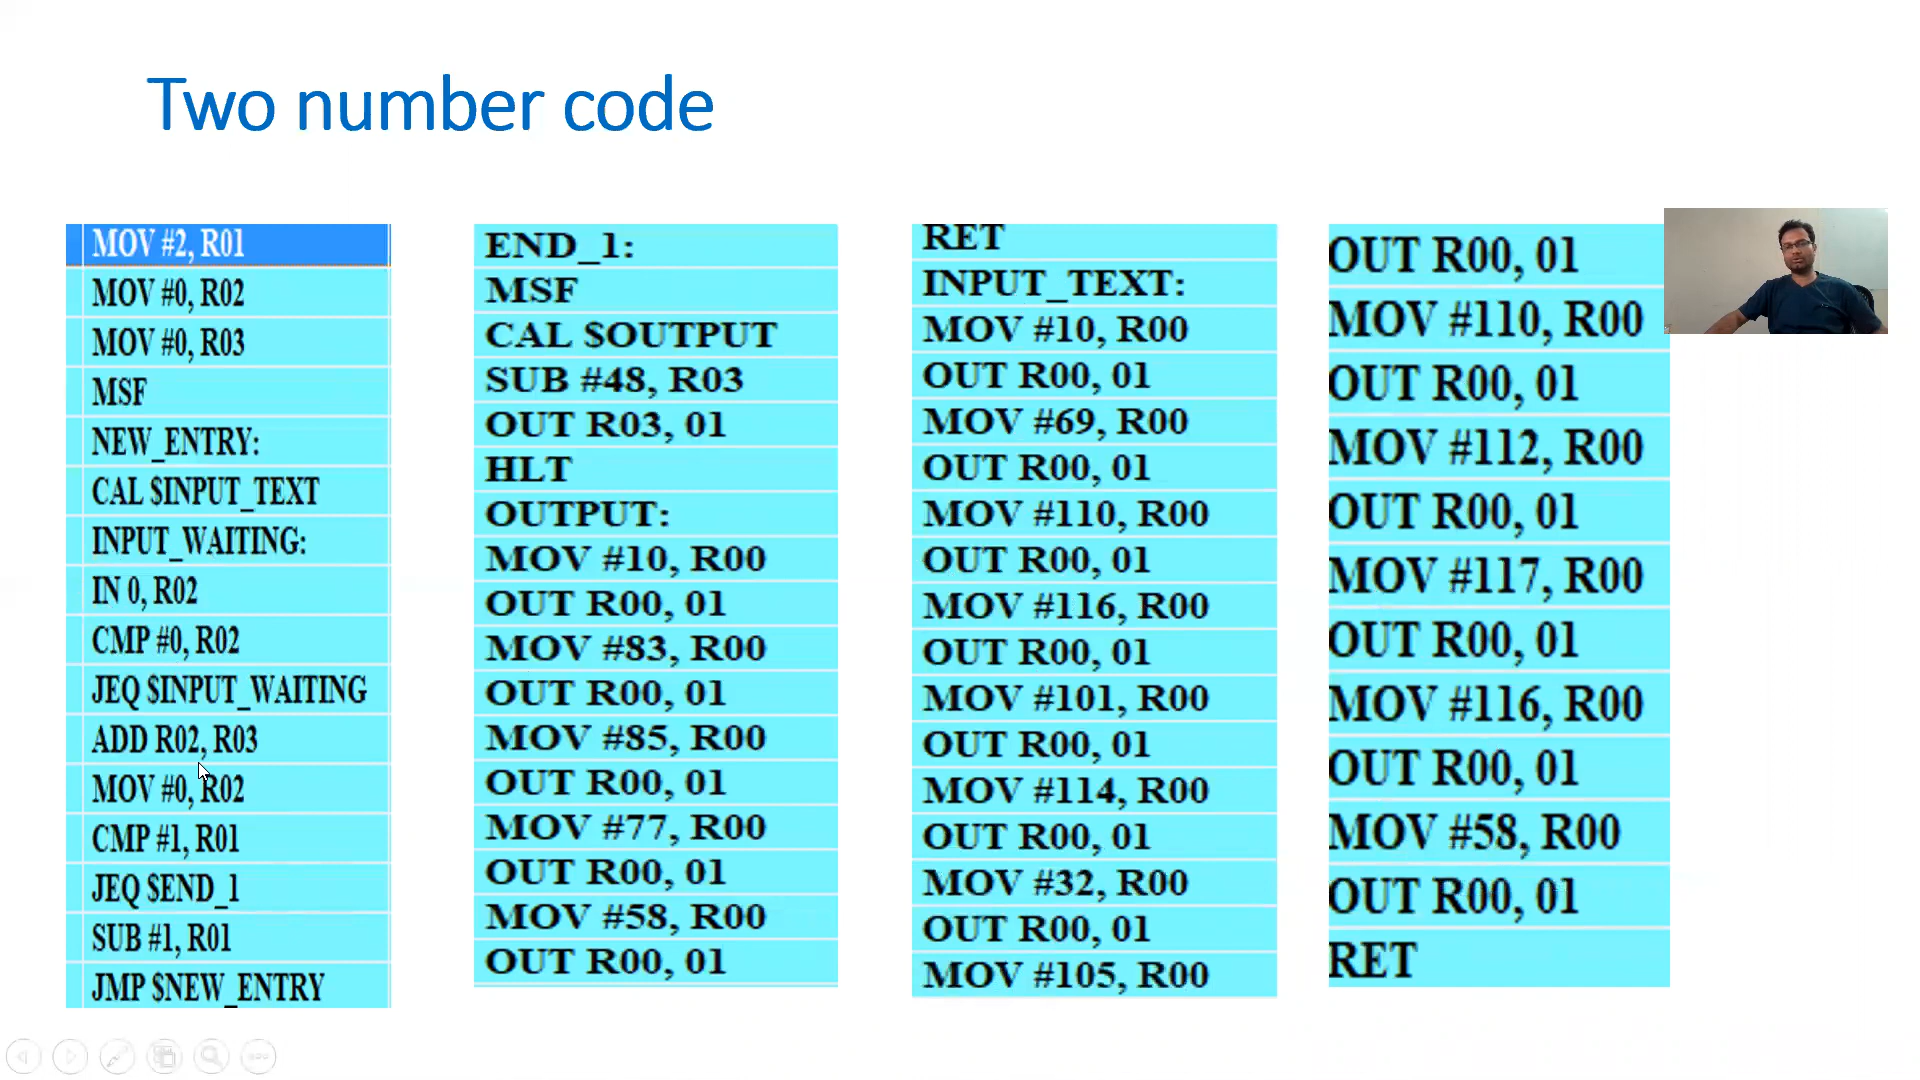 Two number code
MOV #2, R01
MOV #0, R02
MOV #0, R03
MSF
NEW_ENTRY:
CAL $INPUT_TEXT
INPUT_WAITING:
IN 0, R02
CMP #0, R02
JEQ $INPUT_WAITING
ADD R02, R03
MOV #0, R02
CMP #1, R01
JEQ $END_1
SUB #1, R01
JMP $NEW_ENTRY
END_1:
MSF
CAL $OUTPUT
SUB #48, R03
OUT R03, 01
HLT
OUTPUT:
MOV #10, R00
OUT R00, 01
MOV #83, R00
OUT R00, 01
MOV #85, R00
OUT R00, 01
MOV #77, R00
OUT R00, 01
MOV #58, R00
OUT R00, 01
RET
INPUT_TEXT:
MOV #10, R00
OUT R00, 01
MOV #69, R00
OUT R00, 01
MOV #110, R00
OUT R00, 01
MOV #116, R00
OUT R00, 01
MOV #101, R00
OUT R00, 01
MOV #114, R00
OUT R00, 01
MOV #32, R00
OUT R00, 01
MOV #105, R00
OUT R00, 01
MOV #110, R00
OUT R00, 01
MOV #112, R00
OUT R00, 01
MOV #117, R00
OUT R00, 01
MOV #116, R00
OUT R00, 01
MOV #58, R00
OUT R00, 01
RET